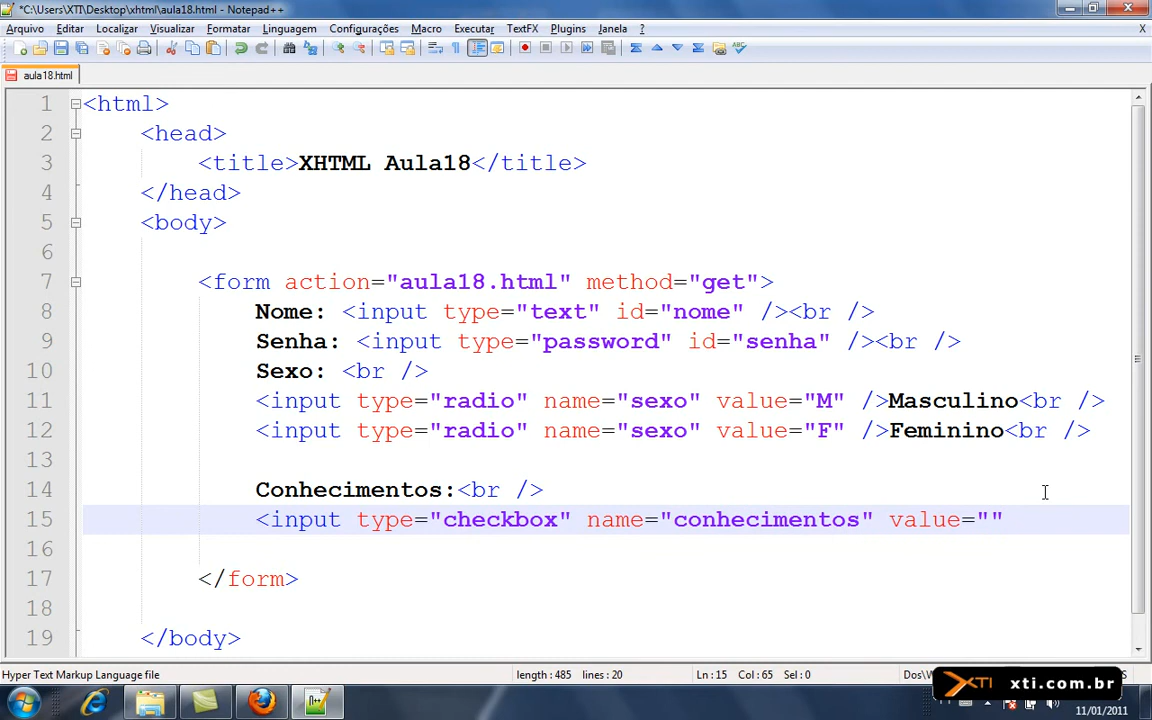 *C:\Users\XTI\Desktop\xhtml\aula18.html - Notepad++
Arquivo Editar Localizar Visualizar Formatar Linguagem Configurações Macro Executar TextFX Plugins Janela ? X
aula18.html
1 <html>
2 <head>
3 <title>XHTML Aula18</title>
4 </head>
5 <body>
6
7 <form action="aula18.html" method="get">
8 Nome: <input type="text" id="nome" /><br />
9 Senha: <input type="password" id="senha" /><br />
10 Sexo: <br />
11 <input type="radio" name="sexo" value="M" />Masculino<br />
12 <input type="radio" name="sexo" value="F" />Feminino<br />
13
14 Conhecimentos:<br />
15 <input type="checkbox" name="conhecimentos" value=""
16
17 </form>
18
19 </body>
Hyper Text Markup Language file length : 485 lines : 20 Ln : 15 Col : 65 Sel : 0
XTI xti.com.br
11/01/2011